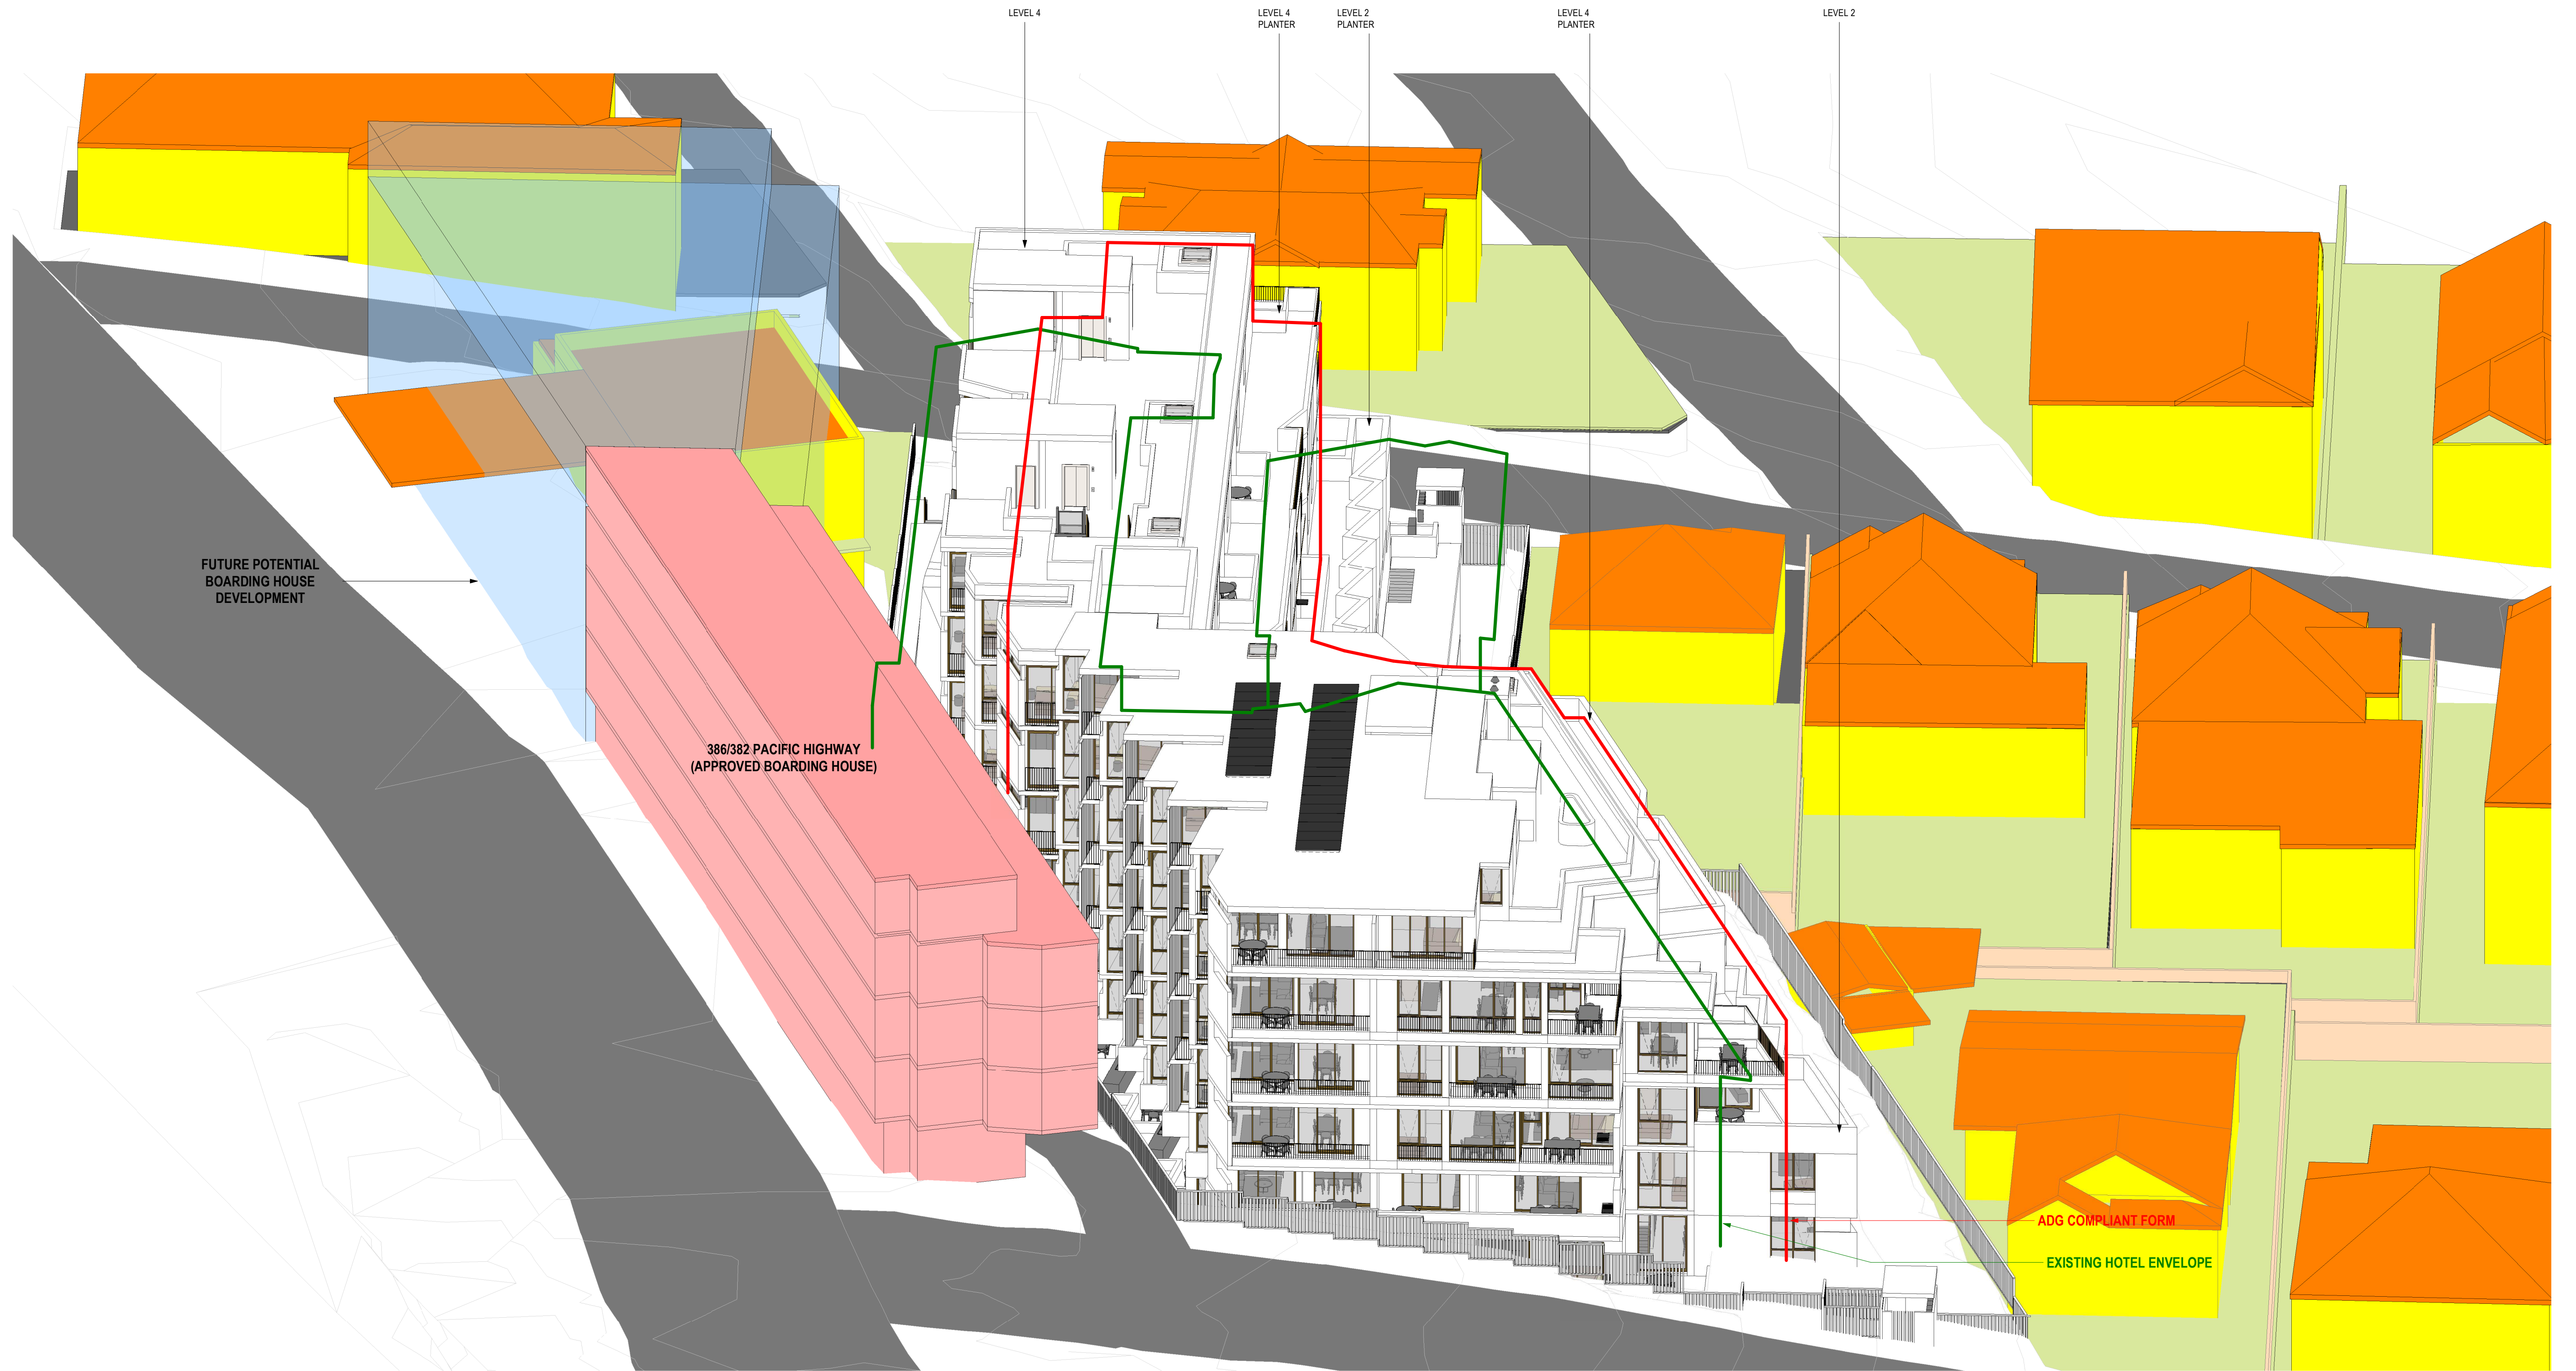 LEVEL 4
LEVEL 4
PLANTER
LEVEL 2
PLANTER
LEVEL 4
PLANTER
LEVEL 2
FUTURE POTENTIAL
BOARDING HOUSE
DEVELOPMENT
386/382 PACIFIC HIGHWAY
(APPROVED BOARDING HOUSE)
ADG COMPLIANT FORM
EXISTING HOTEL ENVELOPE